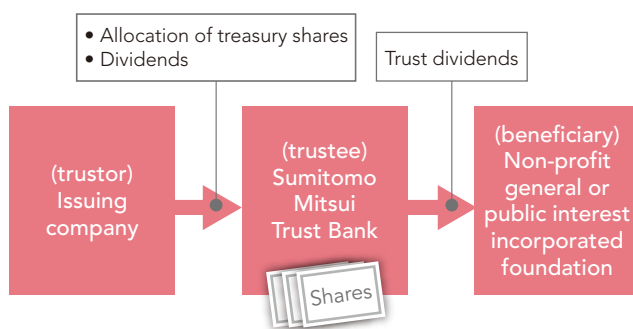 • Allocation of treasury shares
• Dividends
Trust dividends
(trustor)
Issuing
company
(trustee)
Sumitomo
Mitsui
Trust Bank
Shares
(beneficiary)
Non-profit
general or
public interest
incorporated
foundation